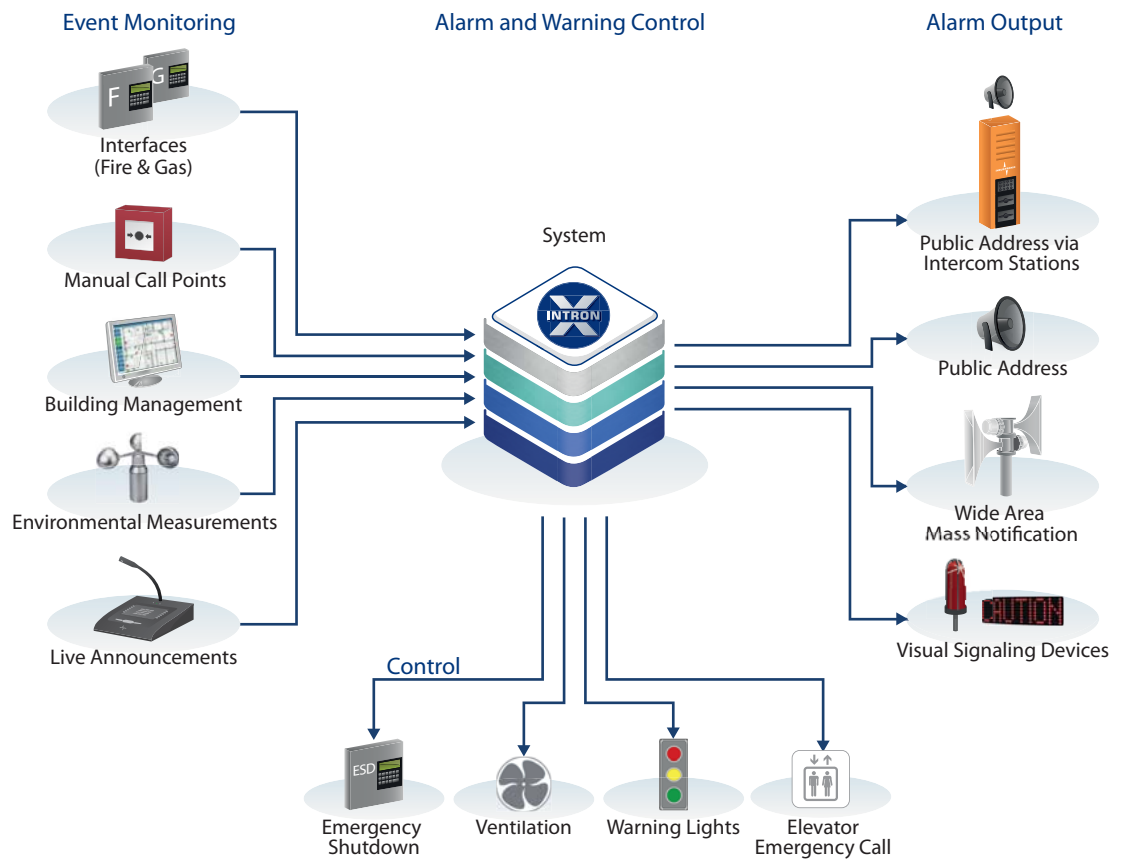 Event Monitoring
Alarm and Warning Control
Alarm Output
F
G
Interfaces
(Fire & Gas)
Manual Call Points
Building Management
Environmental Measurements
Live Announcements
System
X
INTRON
Public Address via
Intercom Stations
Public Address
Wide Area
Mass Notification
CAUTION
Visual Signaling Devices
Control
ESD
Emergency
Shutdown
Ventilation
Warning Lights
Elevator
Emergency Call